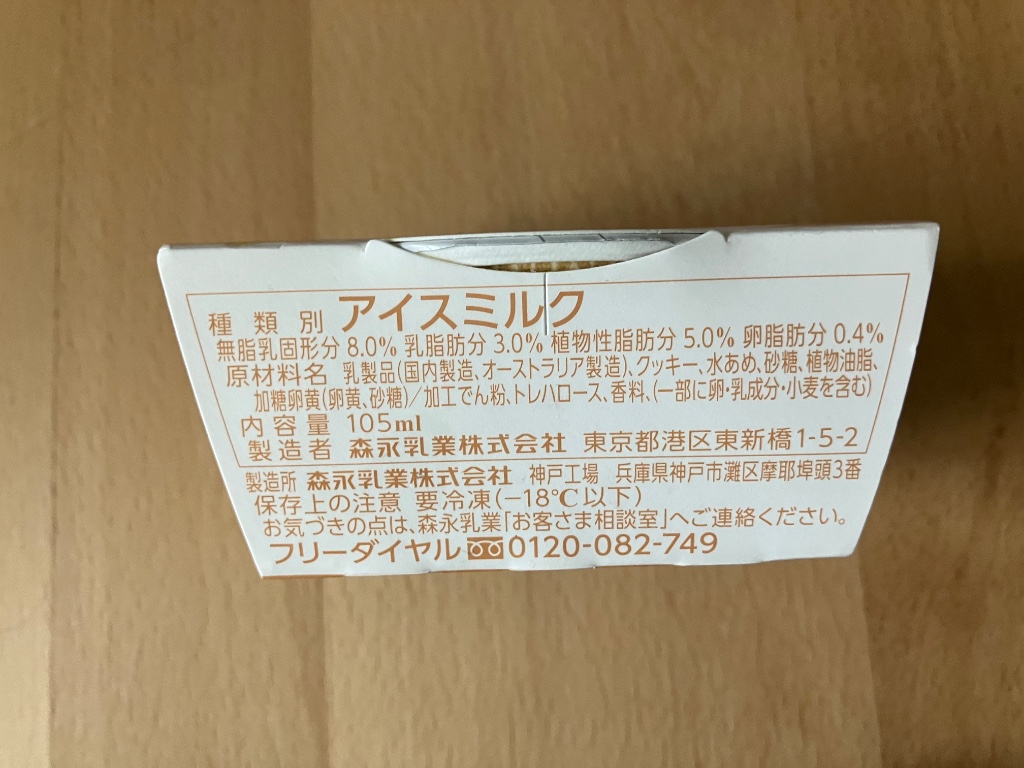 種類別 アイスミルク
無脂乳固形分 8.0% 乳脂肪分 3.0% 植物性脂肪分 5.0% 卵脂肪分 0.4%
原材料名 乳製品(国内製造、オーストラリア製造)、クッキー、水あめ、砂糖、植物油脂、
加糖卵黄(卵黄、砂糖)/加工でん粉、トレハロース、香料、(一部に卵・乳成分・小麦を含む)
内容量 105ml
製造者 森永乳業株式会社 東京都港区東新橋1-5-2
製造所 森永乳業株式会社 神戸工場 兵庫県神戸市灘区摩耶埠頭3番
保存上の注意 要冷凍(-18℃以下)
お気づきの点は、森永乳業「お客さま相談室」へご連絡ください。
フリーダイヤル 0120-082-749